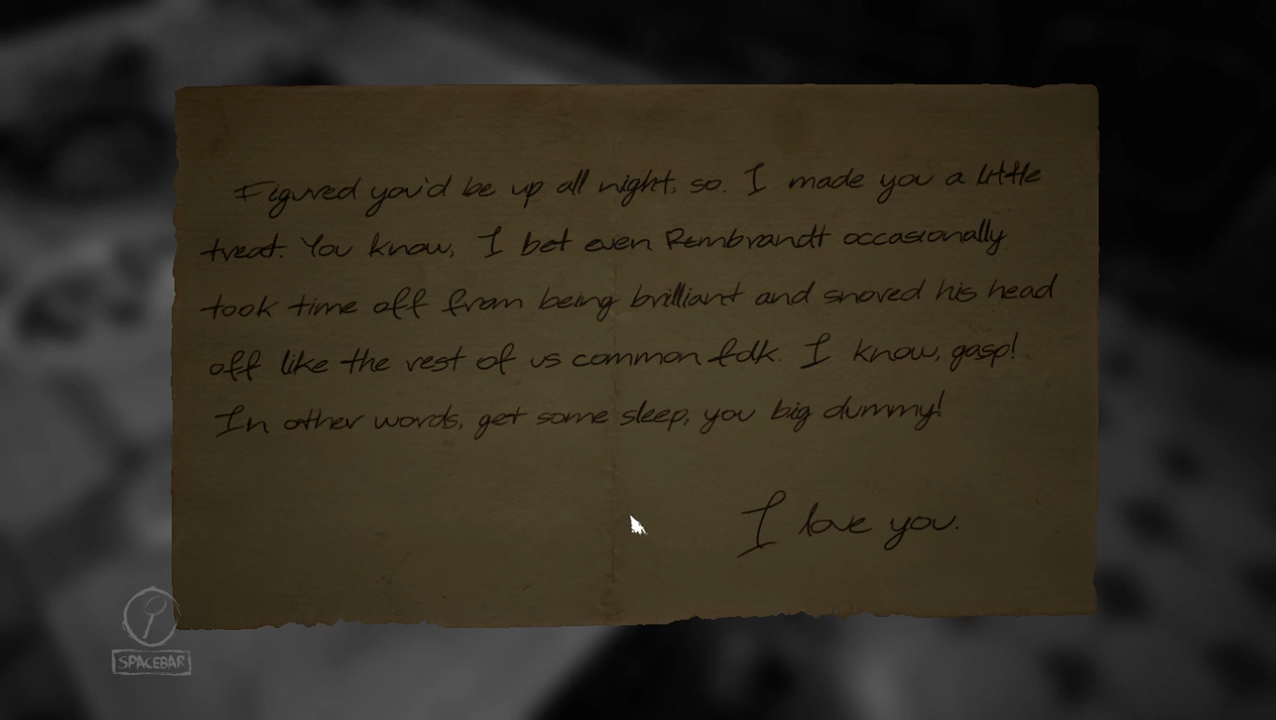 Figured you'd be up all night, so. I made you a little
treat. You know, I bet even Rembrandt occasionally
took time off from being brilliant and snored his head
off like the rest of us common folk. I know, gasp!
In other words, get some sleep, you big dummy!
I love you.
SPACEBAR